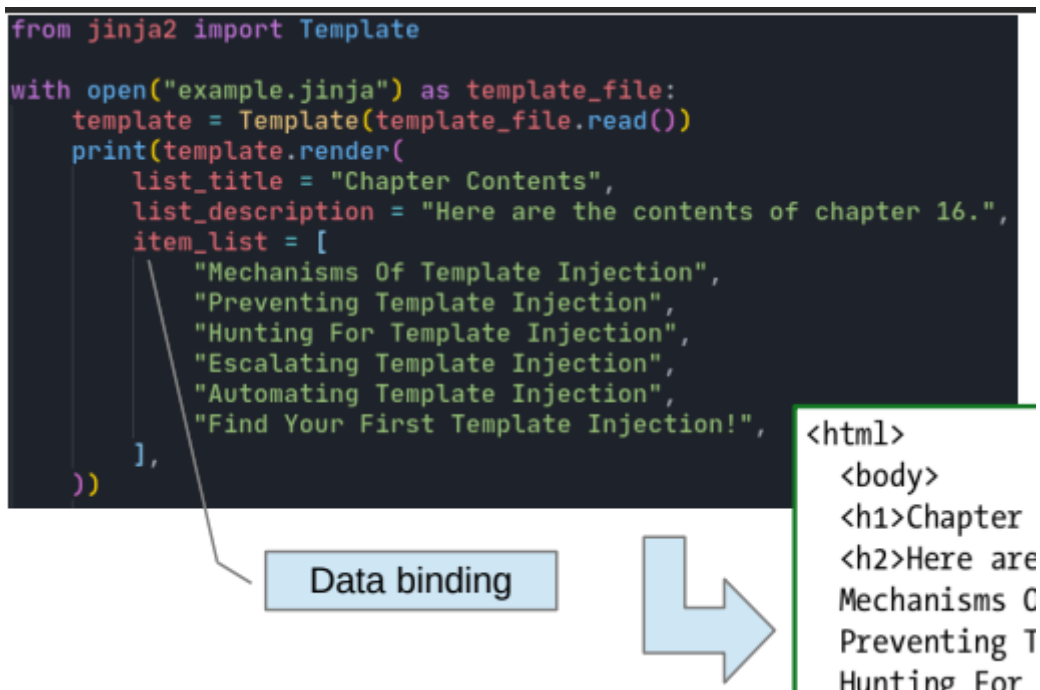 from jinja2 import Template
with open("example.jinja") as template_file:
    template = Template(template_file.read())
    print(template.render(
        list_title = "Chapter Contents",
        list_description = "Here are the contents of chapter 16.",
        item_list = [
            "Mechanisms Of Template Injection",
            "Preventing Template Injection",
            "Hunting For Template Injection",
            "Escalating Template Injection",
            "Automating Template Injection",
            "Find Your First Template Injection!",
        ],
    ))
Data binding
<html>
  <body>
  <h1>Chapter
  <h2>Here are
  Mechanisms O
  Preventing T
  Hunting For